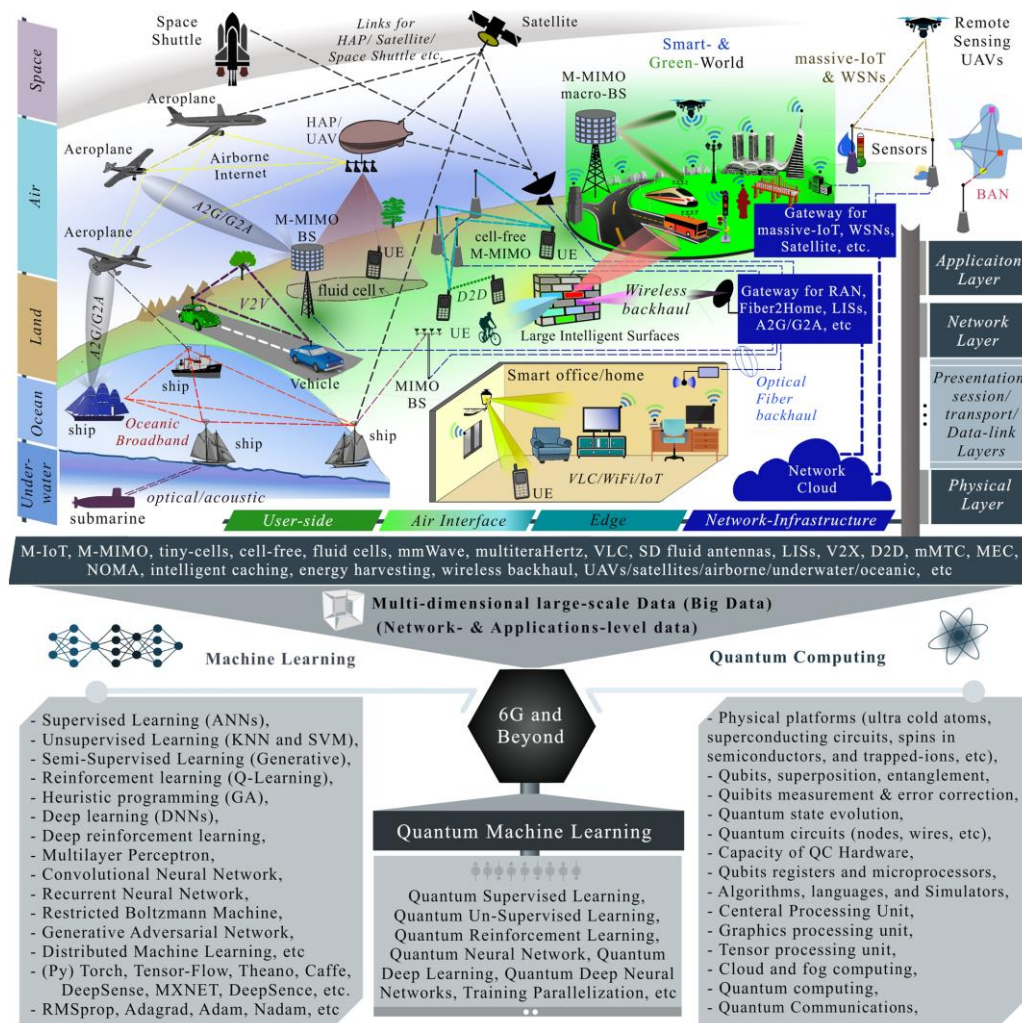 Space
Shuttle
Links for
HAP/ Satellite/
Space Shuttle etc.
Satellite
Smart- &
Green-World
Remote
Sensing
UAVs
massive-IoT
& WSNs
M-MIMO
macro-BS
Space
Aeroplane
HAP/
UAV
Aeroplane
Airborne
Internet
Sensors
BAN
Air
A2G/G2A
M-MIMO
BS
UE
cell-free
M-MIMO
UE
Gateway for
massive-IoT, WSNs,
Satellite, etc.
Aeroplane
fluid cell
V2V
D2D
UE
Wireless
backhaul
Gateway for RAN,
Fiber2Home, LISs,
A2G/G2A, etc
Applicaiton
Layer
Network
Layer
Land
A2G/G2A
Large Intelligent Surfaces
ship
Vehicle
MIMO
BS
Smart office/home
Optical
Fiber
backhaul
Presentation
session/
transport/
Data-link
Layers
Ocean
ship
Oceanic
Broadband
ship
ship
Network
Cloud
Physical
Layer
Under-
water
submarine
optical/acoustic
UE
VLC/WiFi/IoT
User-side
Air Interface
Edge
Network-Infrastructure
M-IoT, M-MIMO, tiny-cells, cell-free, fluid cells, mmWave, multiteraHertz, VLC, SD fluid antennas, LISs, V2X, D2D, mMTC, MEC,
NOMA, intelligent caching, energy harvesting, wireless backhaul, UAVs/satellites/airborne/underwater/oceanic, etc
Multi-dimensional large-scale Data (Big Data)
(Network- & Applications-level data)
Machine Learning
Quantum Computing
6G and
Beyond
- Supervised Learning (ANNs),
- Unsupervised Learning (KNN and SVM),
- Semi-Supervised Learning (Generative),
- Reinforcement learning (Q-Learning),
- Heuristic programming (GA),
- Deep learning (DNNs),
- Deep reinforcement learning,
- Multilayer Perceptron,
- Convolutional Neural Network,
- Recurrent Neural Network,
- Restricted Boltzmann Machine,
- Generative Adversarial Network,
- Distributed Machine Learning, etc
- (Py) Torch, Tensor-Flow, Theano, Caffe,
DeepSense, MXNET, DeepSence, etc.
- RMSprop, Adagrad, Adam, Nadam, etc
Quantum Machine Learning
Quantum Supervised Learning,
Quantum Un-Supervised Learning,
Quantum Reinforcement Learning,
Quantum Neural Network, Quantum
Deep Learning, Quantum Deep Neural
Networks, Training Parallelization, etc
- Physical platforms (ultra cold atoms,
superconducting circuits, spins in
semiconductors, and trapped-ions, etc),
- Qubits, superposition, entanglement,
- Quibits measurement & error correction,
- Quantum state evolution,
- Quantum circuits (nodes, wires, etc),
- Capacity of QC Hardware,
- Qubits registers and microprocessors,
- Algorithms, languages, and Simulators,
- Centeral Processing Unit,
- Graphics processing unit,
- Tensor processing unit,
- Cloud and fog computing,
- Quantum computing,
- Quantum Communications,